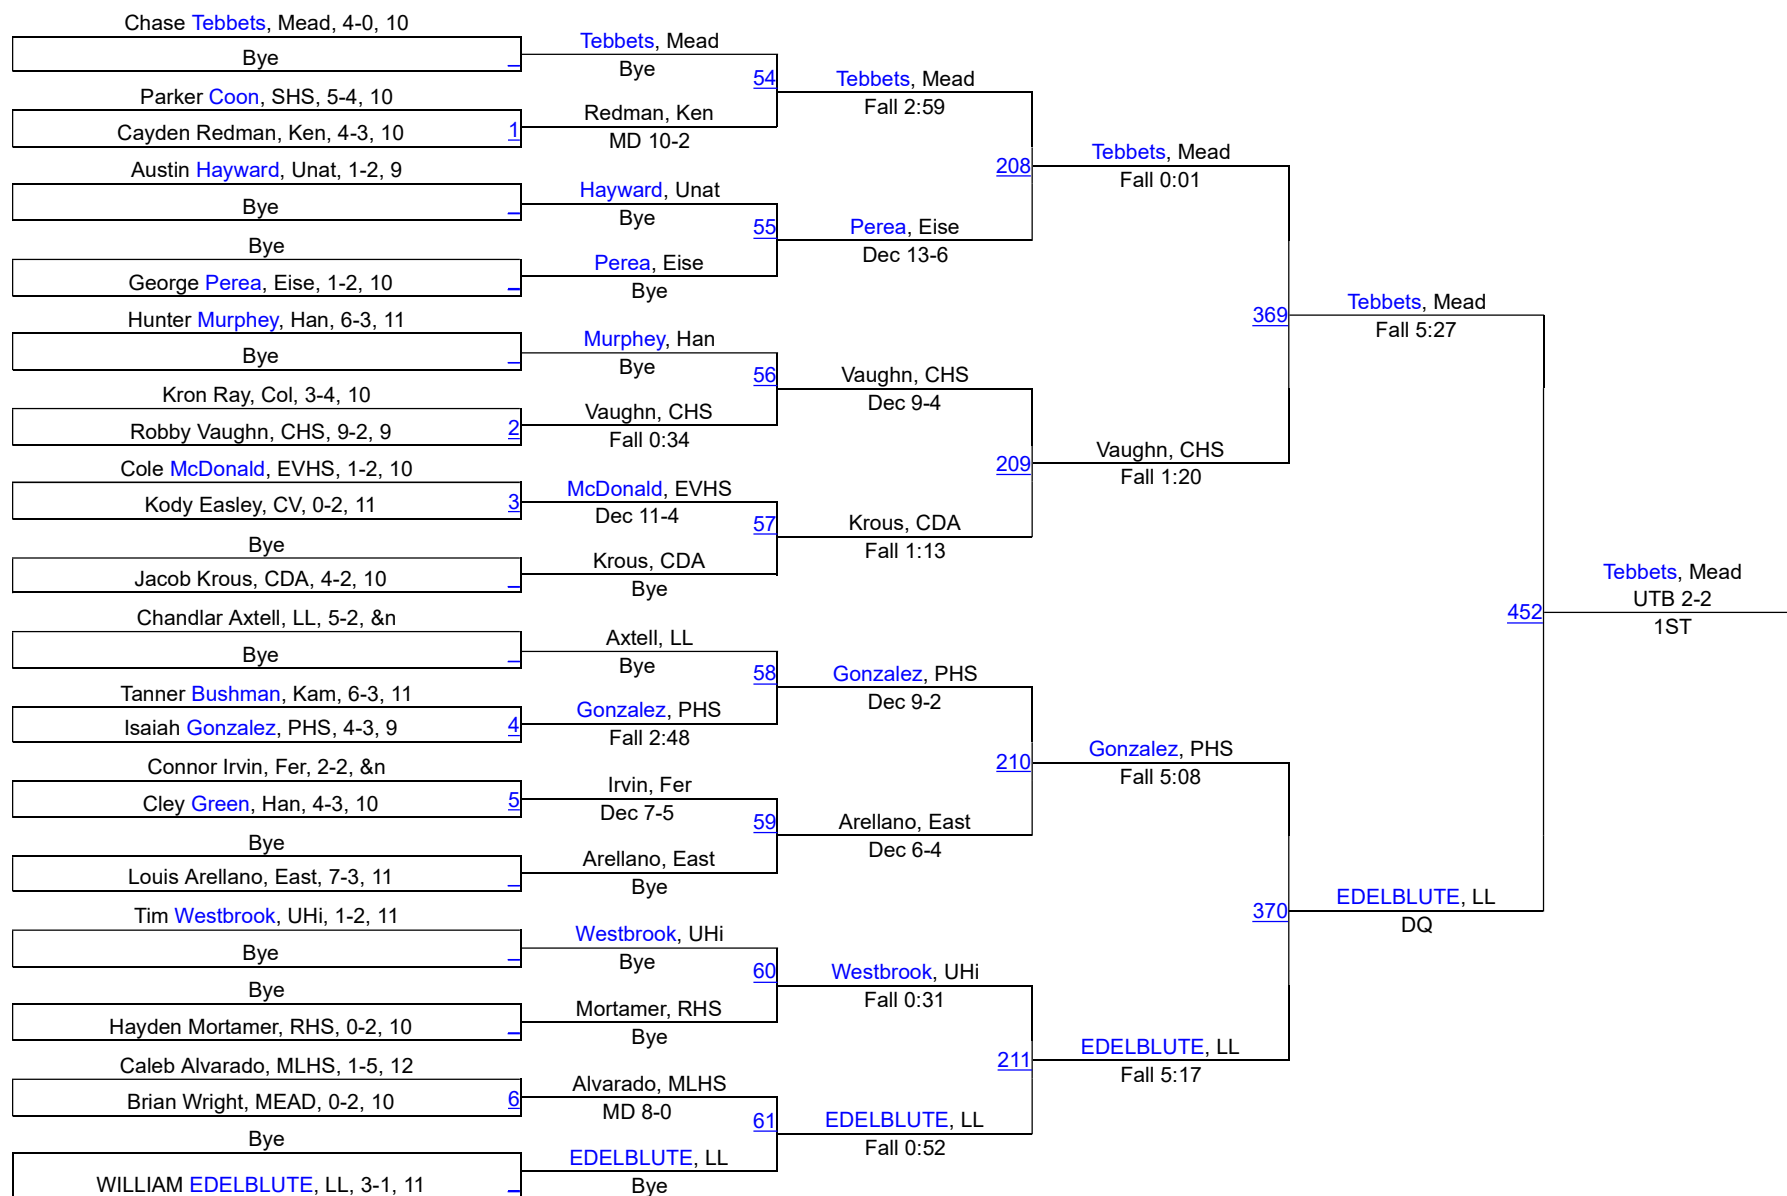 Chase Tebbets, Mead, 4-0, 10
Bye
Parker Coon, SHS, 5-4, 10
Cayden Redman, Ken, 4-3, 10
1
Austin Hayward, Unat, 1-2, 9
Bye
Bye
George Perea, Eise, 1-2, 10
Hunter Murphey, Han, 6-3, 11
Bye
Kron Ray, Col, 3-4, 10
Robby Vaughn, CHS, 9-2, 9
2
Cole McDonald, EVHS, 1-2, 10
Kody Easley, CV, 0-2, 11
3
Bye
Jacob Krous, CDA, 4-2, 10
Chandlar Axtell, LL, 5-2, &n
Bye
Tanner Bushman, Kam, 6-3, 11
Isaiah Gonzalez, PHS, 4-3, 9
4
Connor Irvin, Fer, 2-2, &n
Cley Green, Han, 4-3, 10
5
Bye
Louis Arellano, East, 7-3, 11
Tim Westbrook, UHi, 1-2, 11
Bye
Bye
Hayden Mortamer, RHS, 0-2, 10
Caleb Alvarado, MLHS, 1-5, 12
Brian Wright, MEAD, 0-2, 10
6
Bye
WILLIAM EDELBLUTE, LL, 3-1, 11
Tebbets, Mead
Bye
54
Redman, Ken
MD 10-2
Hayward, Unat
Bye
55
Perea, Eise
Bye
Murphey, Han
Bye
56
Vaughn, CHS
Fall 0:34
McDonald, EVHS
Dec 11-4
57
Krous, CDA
Bye
Axtell, LL
Bye
58
Gonzalez, PHS
Fall 2:48
Irvin, Fer
Dec 7-5
59
Arellano, East
Bye
Westbrook, UHi
Bye
60
Mortamer, RHS
Bye
Alvarado, MLHS
MD 8-0
61
EDELBLUTE, LL
Bye
Tebbets, Mead
Fall 2:59
208
Perea, Eise
Dec 13-6
Vaughn, CHS
Dec 9-4
209
Krous, CDA
Fall 1:13
Gonzalez, PHS
Dec 9-2
210
Arellano, East
Dec 6-4
Westbrook, UHi
Fall 0:31
211
EDELBLUTE, LL
Fall 0:52
Tebbets, Mead
Fall 0:01
369
Vaughn, CHS
Fall 1:20
Gonzalez, PHS
Fall 5:08
370
EDELBLUTE, LL
Fall 5:17
Tebbets, Mead
Fall 5:27
452
EDELBLUTE, LL
DQ
Tebbets, Mead
UTB 2-2
1ST